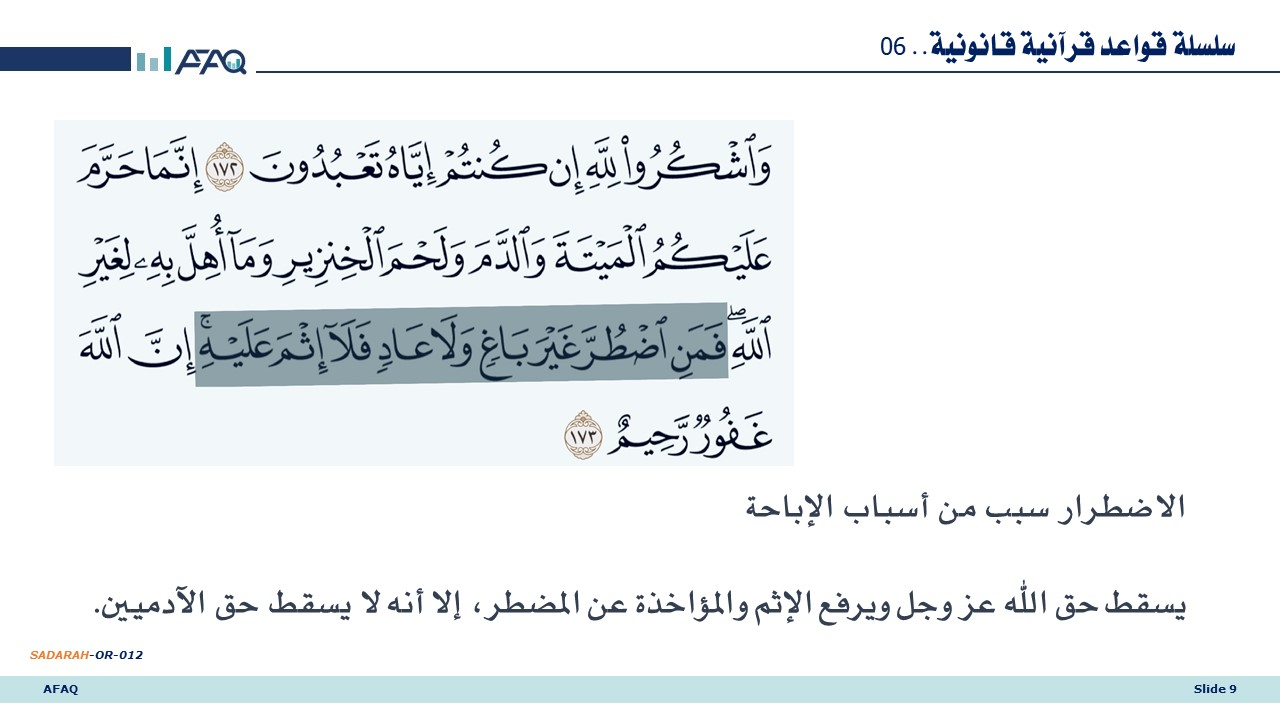 سلسلة قواعد قرآنية قانونية.. 06
AFAQ
وَٱشْكُرُوا۟ لِلَّهِ إِن كُنتُمْ إِيَّاهُ تَعْبُدُونَ ١٧٢ إِنَّمَا حَرَّمَ
عَلَيْكُمُ ٱلْمَيْتَةَ وَٱلدَّمَ وَلَحْمَ ٱلْخِنزِيرِ وَمَآ أُهِلَّ بِهِۦ لِغَيْرِ
ٱللَّهِ ۖ فَمَنِ ٱضْطُرَّ غَيْرَ بَاغٍ وَلَا عَادٍ فَلَآ إِثْمَ عَلَيْهِ ۚ إِنَّ ٱللَّهَ
غَفُورٌ رَّحِيمٌ ١٧٣
الاضطرار سبب من أسباب الإباحة
يسقط حق الله عز وجل ويرفع الإثم والمؤاخذة عن المضطر، إلا أنه لا يسقط حق الآدميين.
SADARAH-OR-012
AFAQ
Slide 9